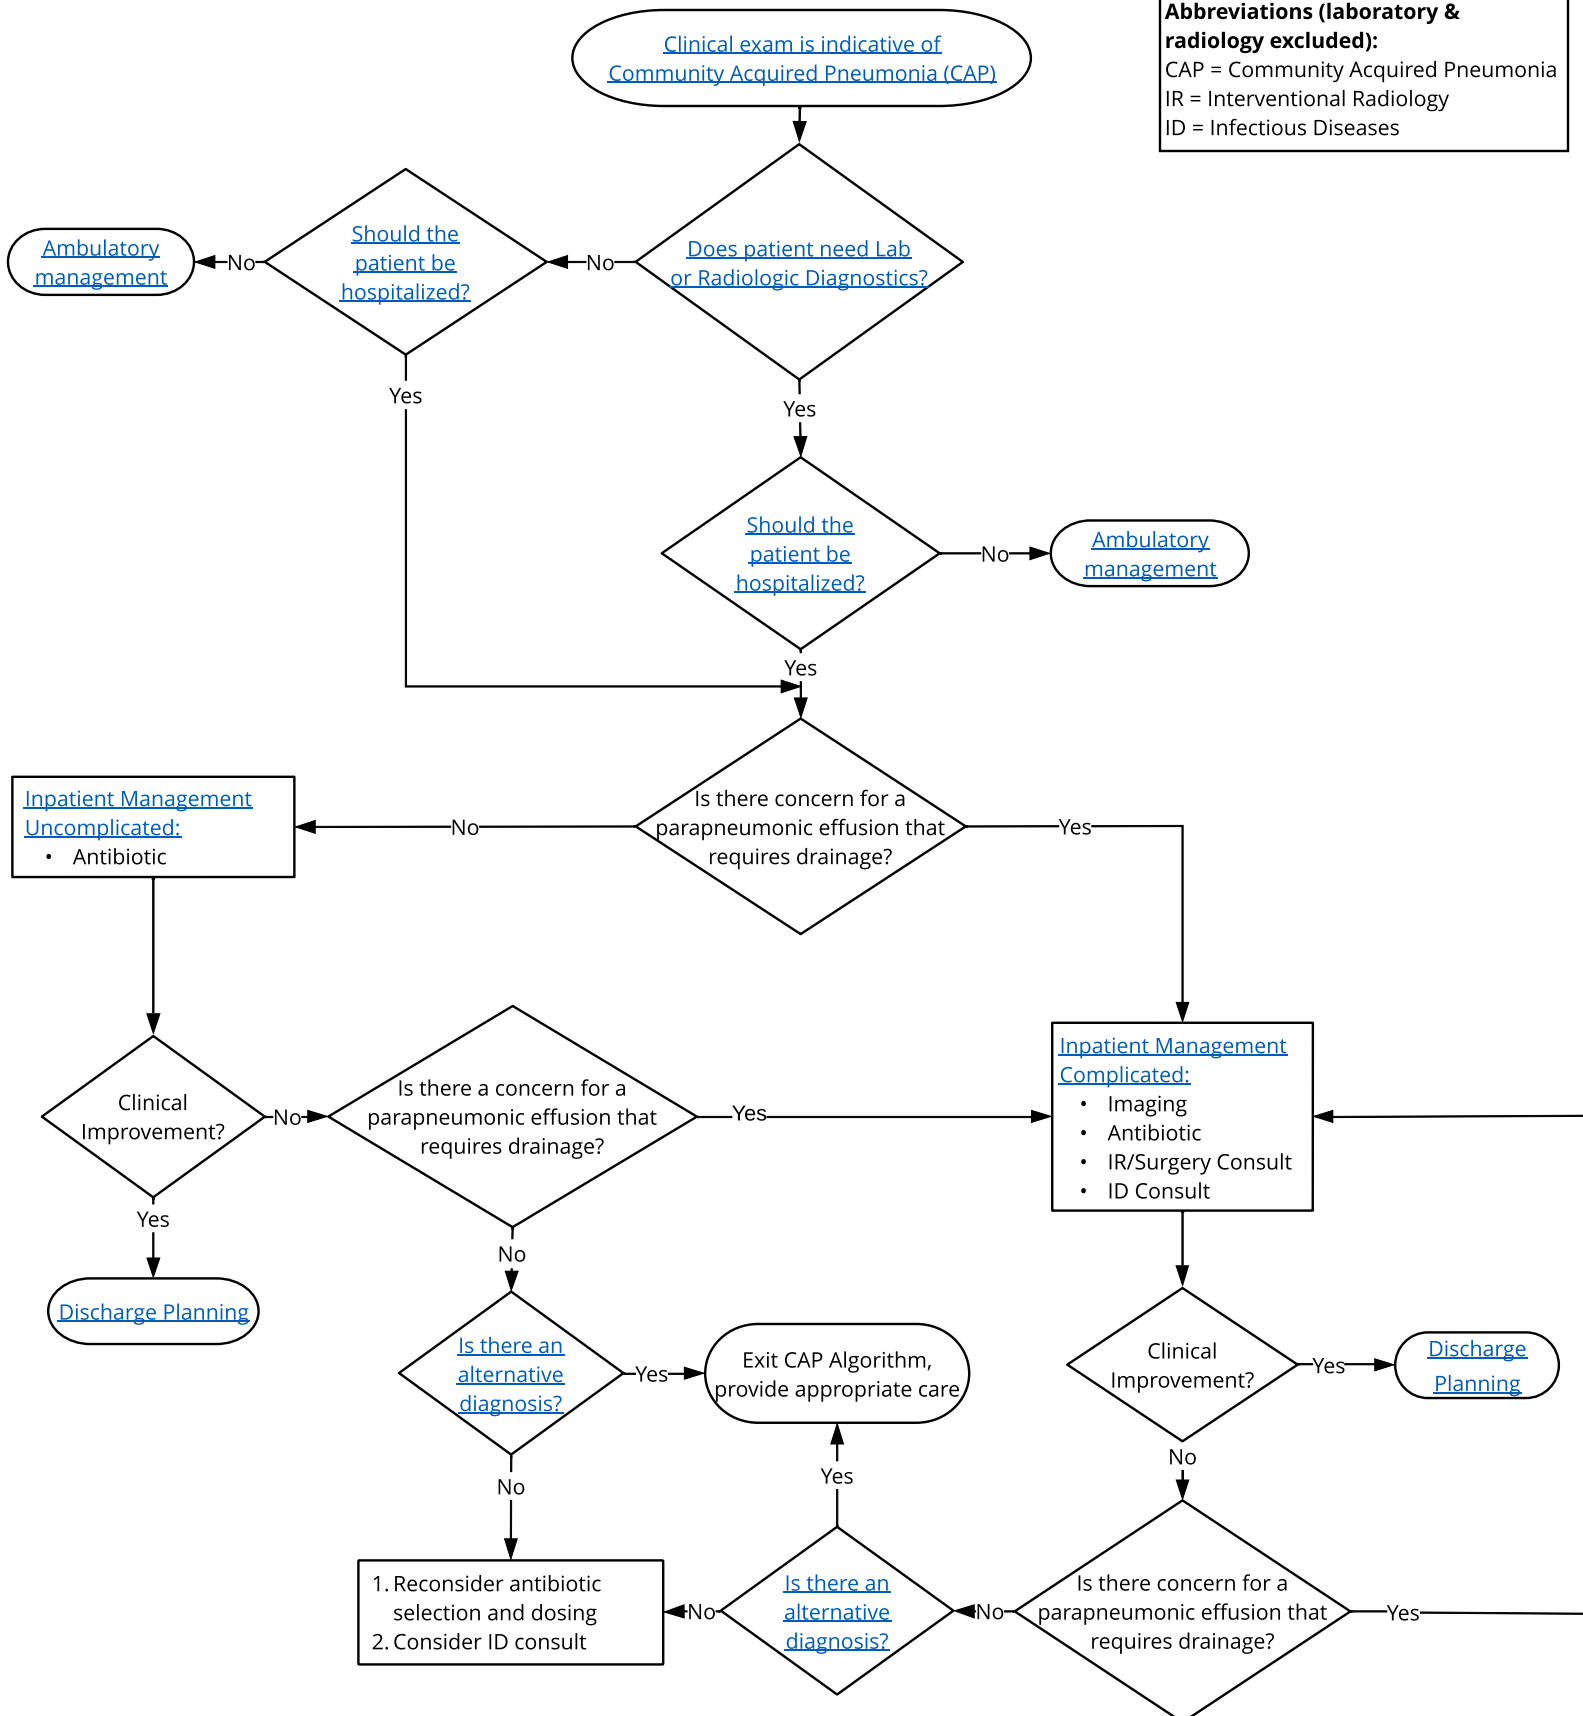 Clinical exam is indicative of
Community Acquired Pneumonia (CAP)
Abbreviations (laboratory &
radiology excluded):
CAP = Community Acquired Pneumonia
IR = Interventional Radiology
ID = Infectious Diseases
Ambulatory
management
No
Should the
patient be
hospitalized?
No
Does patient need Lab
or Radiologic Diagnostics?
Yes
Yes
Should the
patient be
hospitalized?
No
Ambulatory
management
Yes
Inpatient Management
Uncomplicated:
• Antibiotic
No
Is there concern for a
parapneumonic effusion that
requires drainage?
Yes
Clinical
Improvement?
No
Is there a concern for a
parapneumonic effusion that
requires drainage?
Yes
Inpatient Management
Complicated:
• Imaging
• Antibiotic
• IR/Surgery Consult
• ID Consult
Yes
Discharge Planning
No
Is there an
alternative
diagnosis?
Yes
Exit CAP Algorithm,
provide appropriate care
Clinical
Improvement?
Yes
Discharge
Planning
No
Yes
No
1. Reconsider antibiotic
selection and dosing
2. Consider ID consult
No
Is there an
alternative
diagnosis?
No
Is there concern for a
parapneumonic effusion that
requires drainage?
Yes